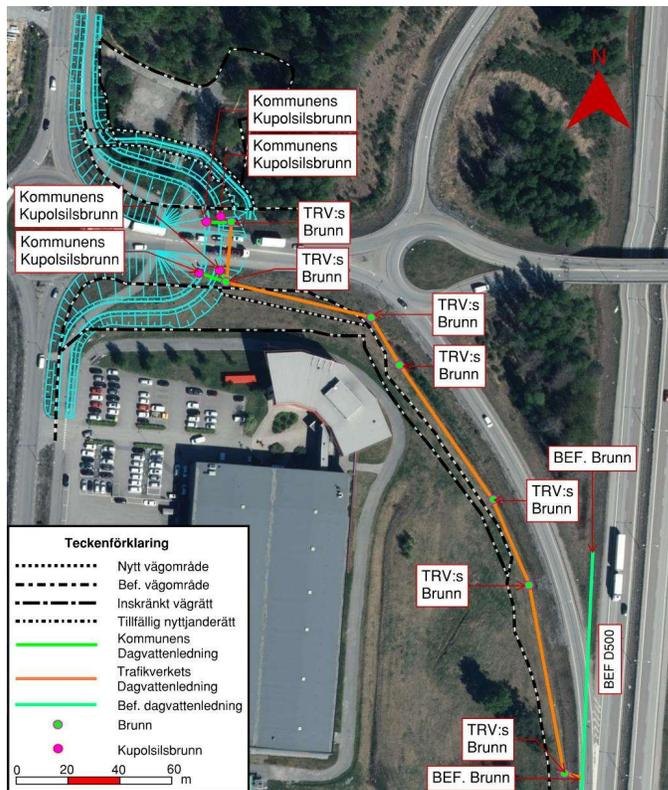 N
Kommunens
Kupolsilsbrunn
Kommunens
Kupolsilsbrunn
Kommunens
Kupolsilsbrunn
Kommunens
Kupolsilsbrunn
TRV:s
Brunn
TRV:s
Brunn
TRV:s
Brunn
TRV:s
Brunn
BEF. Brunn
TRV:s
Brunn
TRV:s
Brunn
BEF D500
TRV:s
Brunn
BEF. Brunn
Teckenförklaring
Nytt vägområde
Bef. vägområde
Inskränkt vägrätt
Tillfällig nyttjanderätt
Kommunens
Dagvattenledning
Trafikverkets
Dagvattenledning
Bef. dagvattenledning
Brunn
Kupolsilsbrunn
0 20 40 60
m